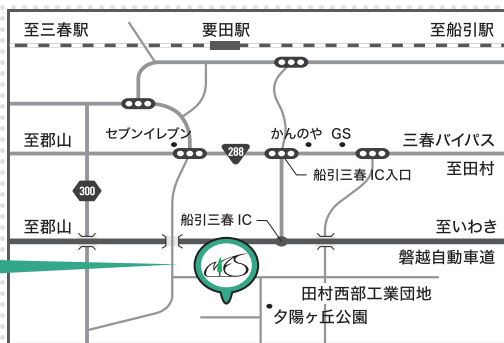 至三春駅
要田駅
至船引駅
セブンイレブン
288
かんのや
GS
三春バイパス
至郡山
船引三春IC入口
至田村
300
至郡山
船引三春 IC
至いわき
磐越自動車道
田村西部工業団地
夕陽ヶ丘公園